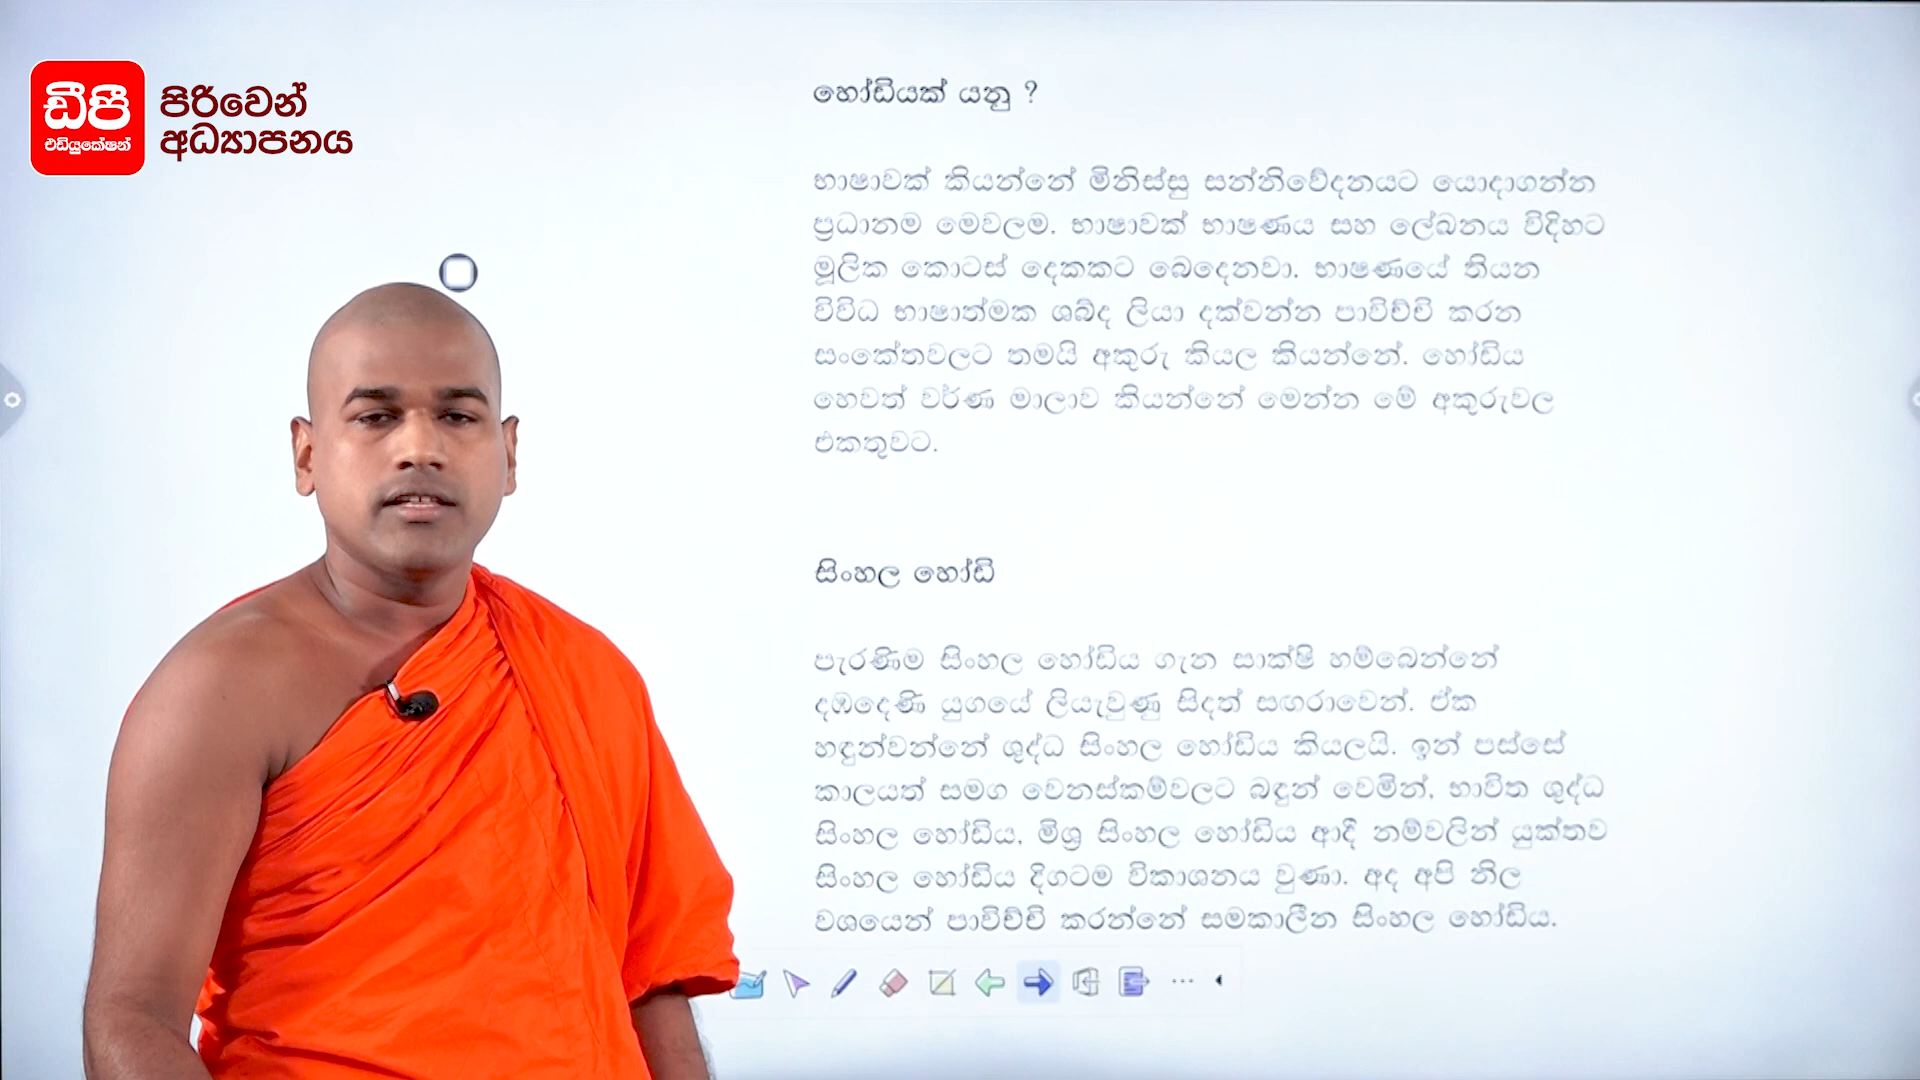 ඩීපී
එඩියුකේෂන්
පිරිවෙන්
අධ්‍යාපනය
හෝඩියක් යනු ?
භාෂාවක් කියන්නේ මිනිස්සු සන්නිවේදනයට යොදාගන්න
ප්‍රධානම මෙවලම. භාෂාවක් භාෂණය සහ ලේඛනය විදිහට
මූලික කොටස් දෙකකට බෙදෙනවා. භාෂණයේ තියන
විවිධ භාෂාත්මක ශබ්ද ලියා දක්වන්න පාවිච්චි කරන
සංකේතවලට තමයි අකුරු කියල කියන්නේ. හෝඩිය
හෙවත් වර්ණ මාලාව කියන්නේ මෙන්න මේ අකුරුවල
එකතුවට.
සිංහල හෝඩි
පැරණිම සිංහල හෝඩිය ගැන සාක්ෂි හම්බෙන්නේ
දඹදෙණි යුගයේ ලියැවුණු සිදත් සඟරාවෙන්. ඒක
හඳුන්වන්නේ ශුද්ධ සිංහල හෝඩිය කියලයි. ඉන් පස්සේ
කාලයත් සමග වෙනස්කම්වලට බඳුන් වෙමින්, භාවිත ශුද්ධ
සිංහල හෝඩිය, මිශ්‍ර සිංහල හෝඩිය ආදී නම්වලින් යුක්තව
සිංහල හෝඩිය දිගටම විකාශනය වුණා. අද අපි නිල
වශයෙන් පාවිච්චි කරන්නේ සමකාලීන සිංහල හෝඩිය.